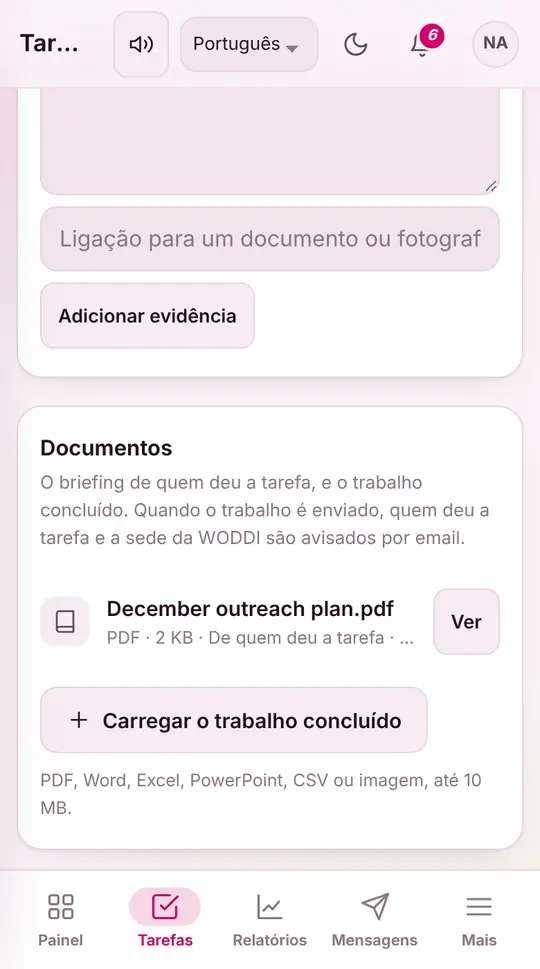 Tar...
Português
6
NA
Ligação para um documento ou fotograf
Adicionar evidência
Documentos
O briefing de quem deu a tarefa, e o trabalho
concluído. Quando o trabalho é enviado, quem deu a
tarefa e a sede da WODDI são avisados por email.
December outreach plan.pdf
PDF · 2 KB · De quem deu a tarefa · ...
Ver
+ Carregar o trabalho concluído
PDF, Word, Excel, PowerPoint, CSV ou imagem, até 10
MB.
Painel
Tarefas
Relatórios
Mensagens
Mais